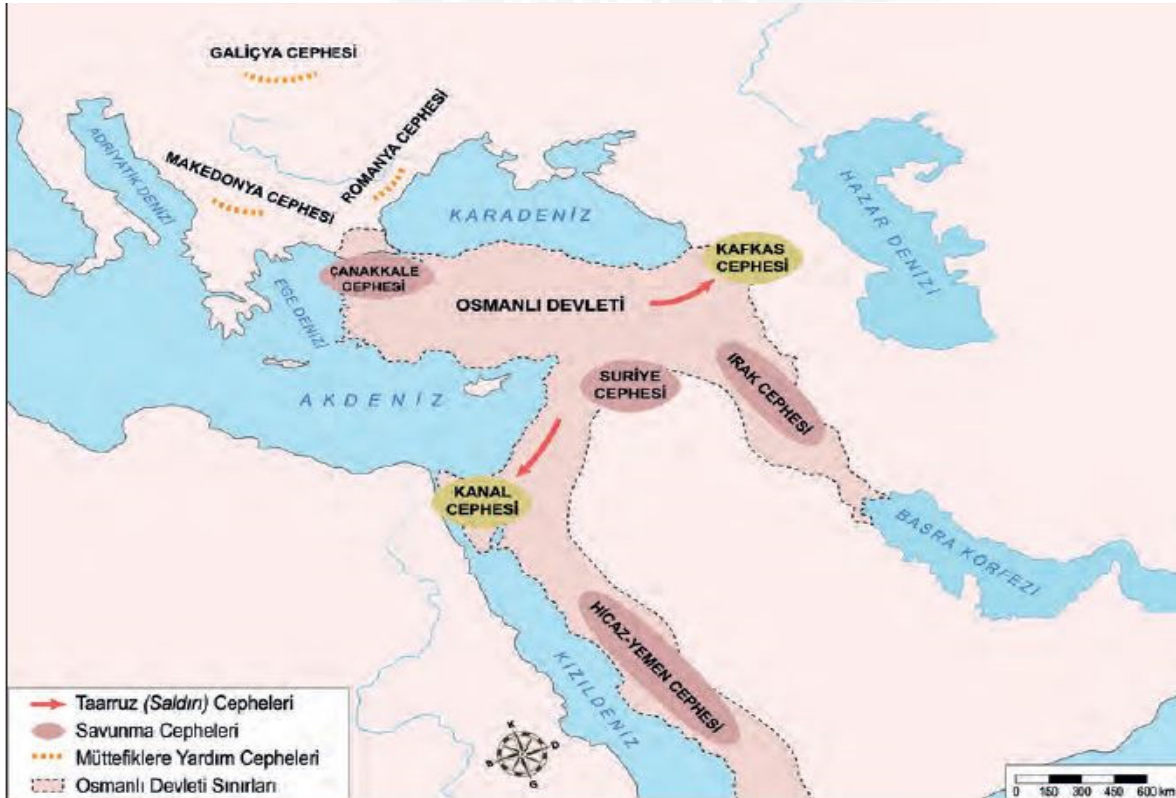 GALİÇYA CEPHESİ
ADRİYATİK DENİZİ
MAKEDONYA CEPHESİ
ROMANYA CEPHESİ
KARADENİZ
HAZAR DENİZİ
KAFKAS
CEPHESİ
ÇANAKKALE
CEPHESİ
EGE DENİZİ
OSMANLI DEVLETİ
SURİYE
CEPHESİ
IRAK CEPHESİ
AKDENİZ
KANAL
CEPHESİ
BASRA KÖRFEZİ
HİCAZ-YEMEN CEPHESİ
KIZILDENİZ
Taarruz (Saldırı) Cepheleri
Savunma Cepheleri
Müttefiklere Yardım Cepheleri
Osmanlı Devleti Sınırları
K
D
B
G
0 150 300 450 600 km